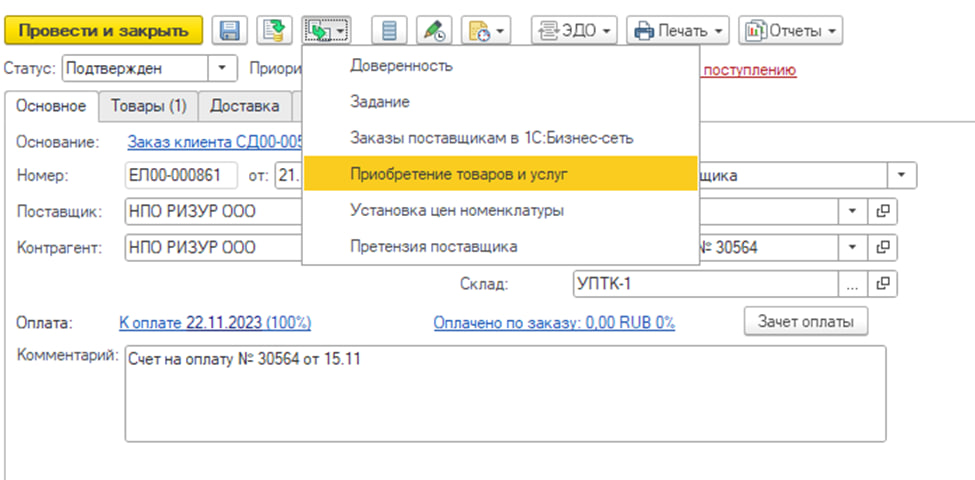 Провести и закрыть ЭДО Печать Отчеты
Статус: Подтвержден Приори поступлению
Доверенность
Задание
Заказы поставщикам в 1С:Бизнес-сеть
Приобретение товаров и услуг
Установка цен номенклатуры
Претензия поставщика
Основное Товары (1) Доставка
Основание: Заказ клиента СД00-005
Номер: ЕЛ00-000861 от: 21. щика
Поставщик: НПО РИЗУР ООО
Контрагент: НПО РИЗУР ООО № 30564
Склад: УПТК-1 ...
Оплата: К оплате 22.11.2023 (100%) Оплачено по заказу: 0,00 RUB 0% Зачет оплаты
Комментарий: Счет на оплату № 30564 от 15.11